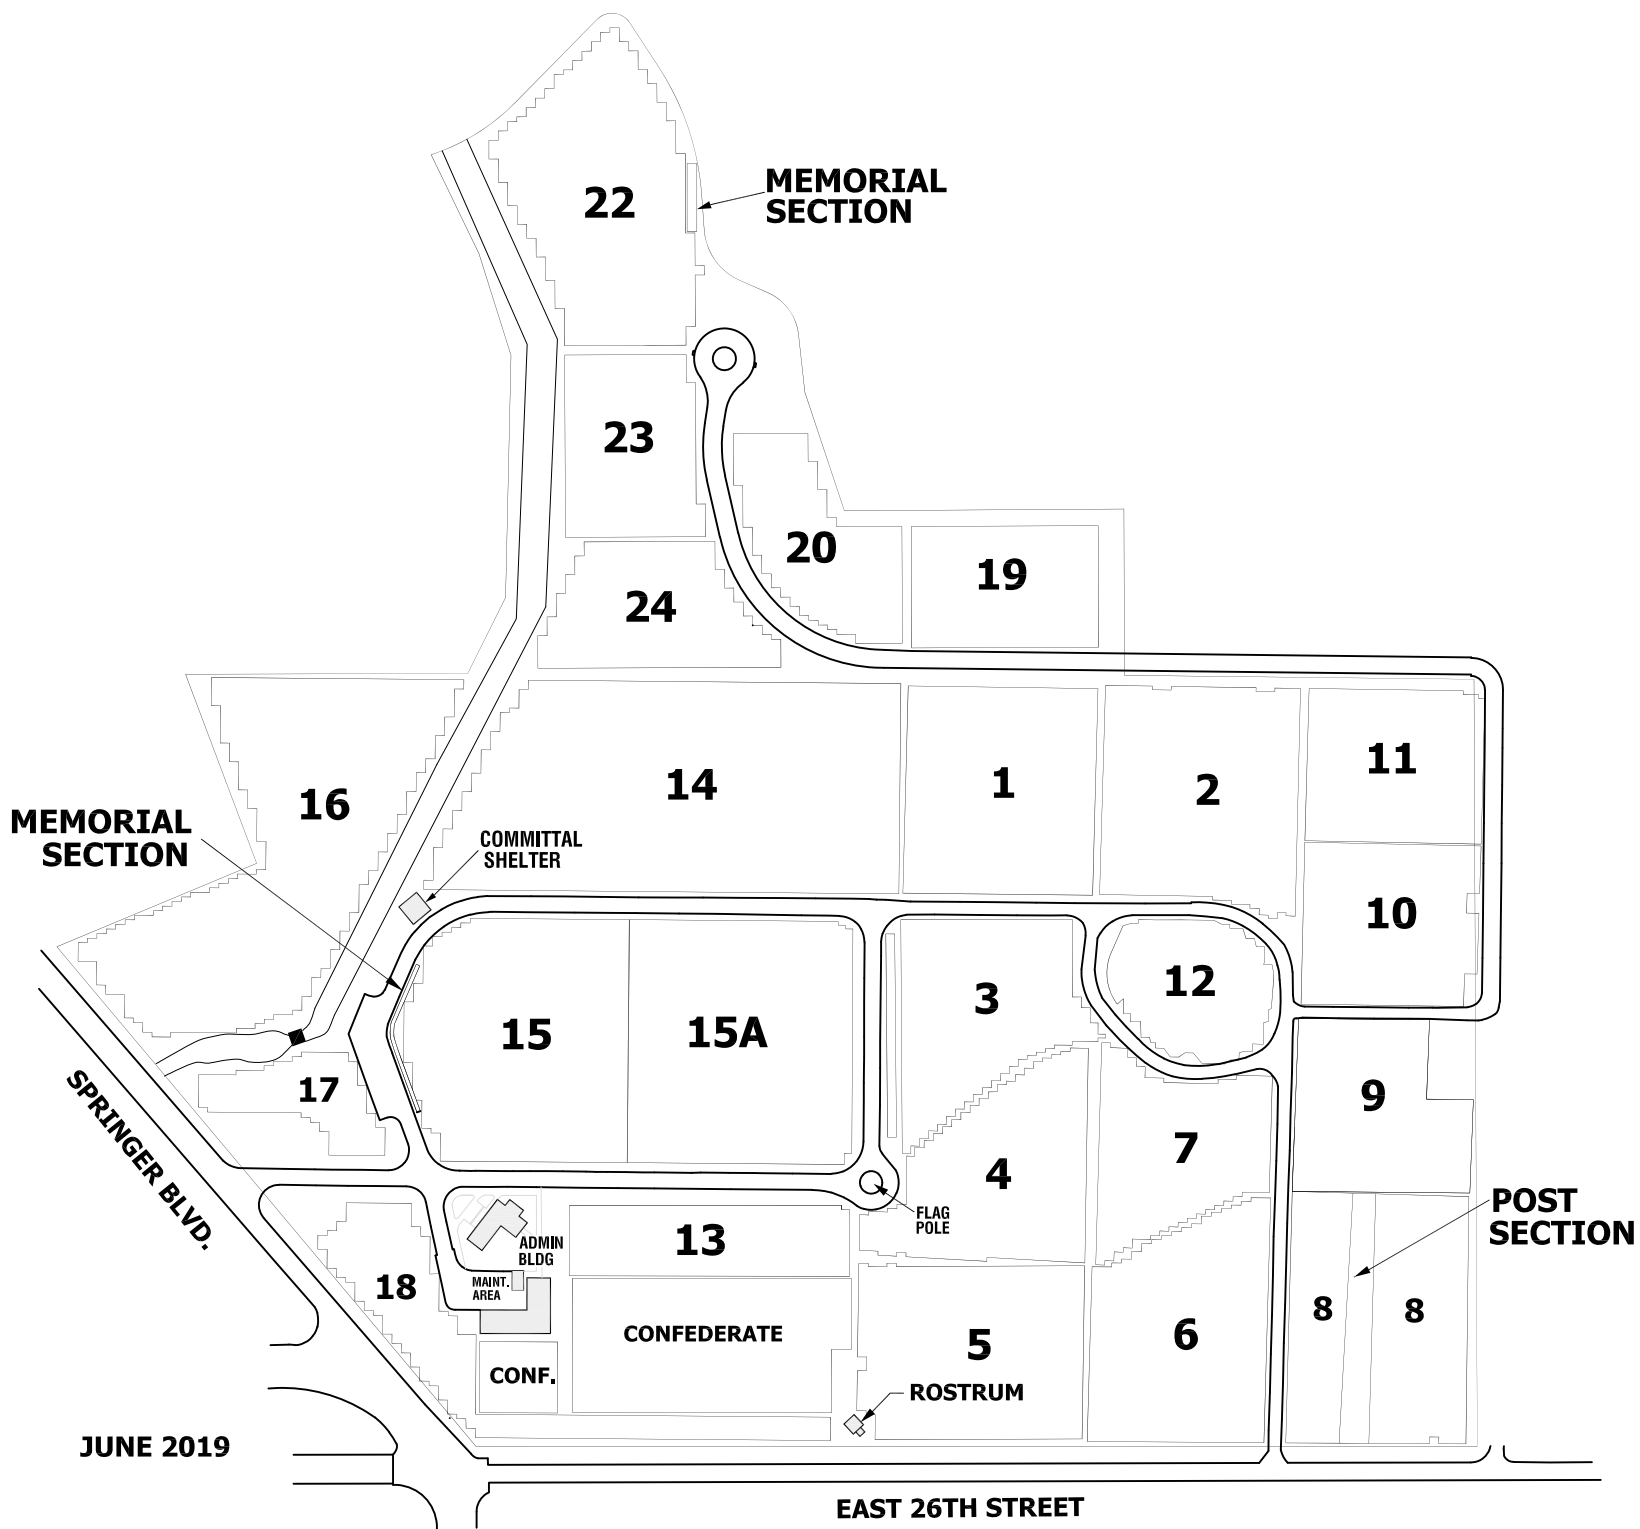 22
MEMORIAL
SECTION
23
20
19
24
14
1
2
11
16
MEMORIAL
SECTION
COMMITTAL
SHELTER
10
12
3
15
15A
17
9
SPRINGER BLVD.
7
4
FLAG
POLE
POST
SECTION
13
ADMIN
BLDG
MAINT.
AREA
18
8
8
CONFEDERATE
5
6
CONF.
ROSTRUM
JUNE 2019
EAST 26TH STREET